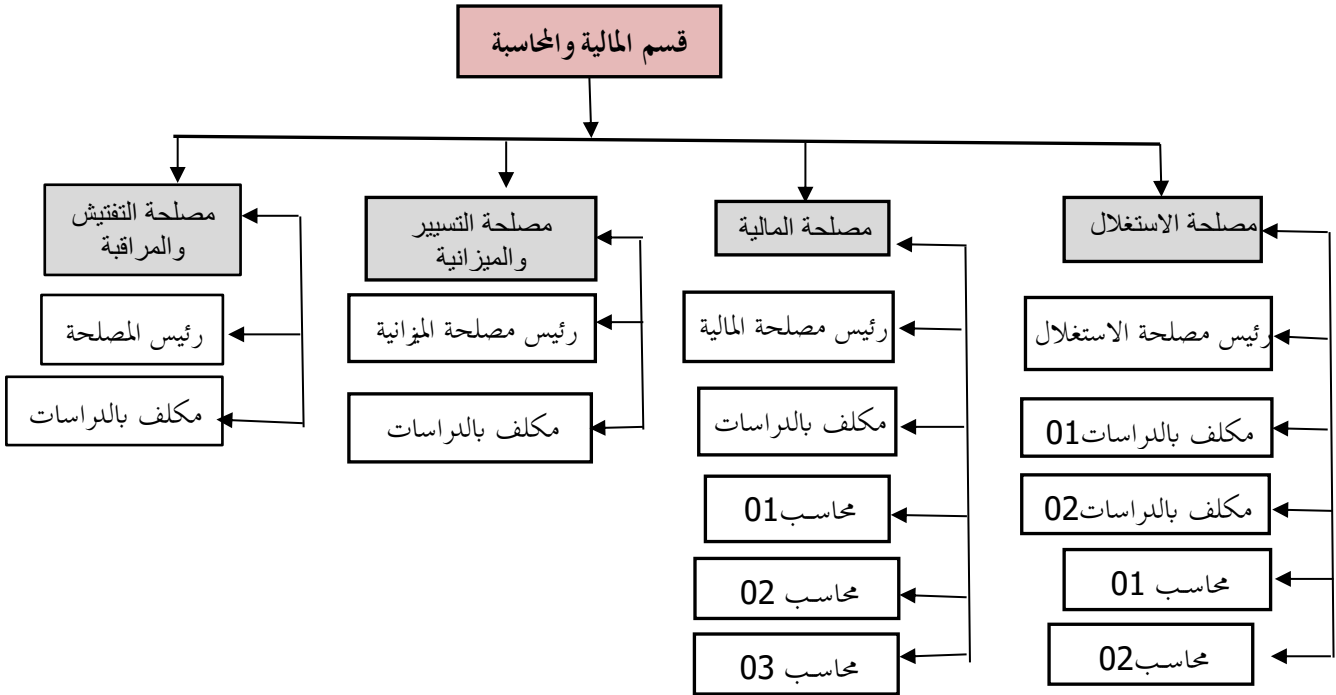 قسم المالية والمحاسبة
مصلحة الاستغلال
رئيس مصلحة الاستغلال
مكلف بالدراسات01
مكلف بالدراسات02
محاسب 01
محاسب02
مصلحة المالية
رئيس مصلحة المالية
مكلف بالدراسات
محاسب01
محاسب 02
محاسب 03
مصلحة التسيير
والميزانية
رئيس مصلحة الميزانية
مكلف بالدراسات
مصلحة التفتيش
والمراقبة
رئيس المصلحة
مكلف بالدراسات